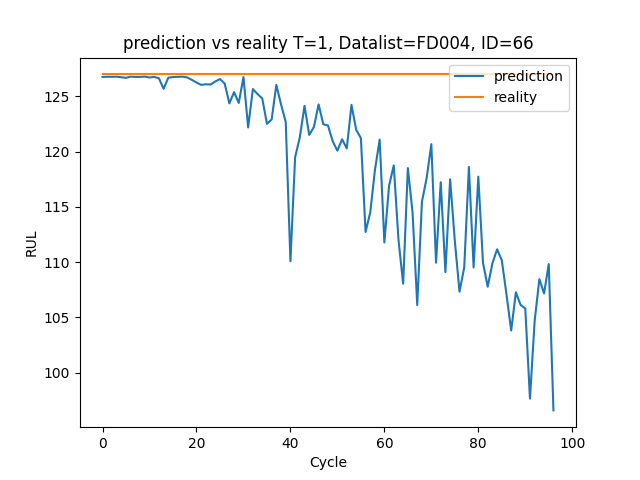 prediction vs reality T=1, Datalist=FD004, ID=66
prediction
reality
125
120
115
110
105
100
RUL
0 20 40 60 80 100
Cycle